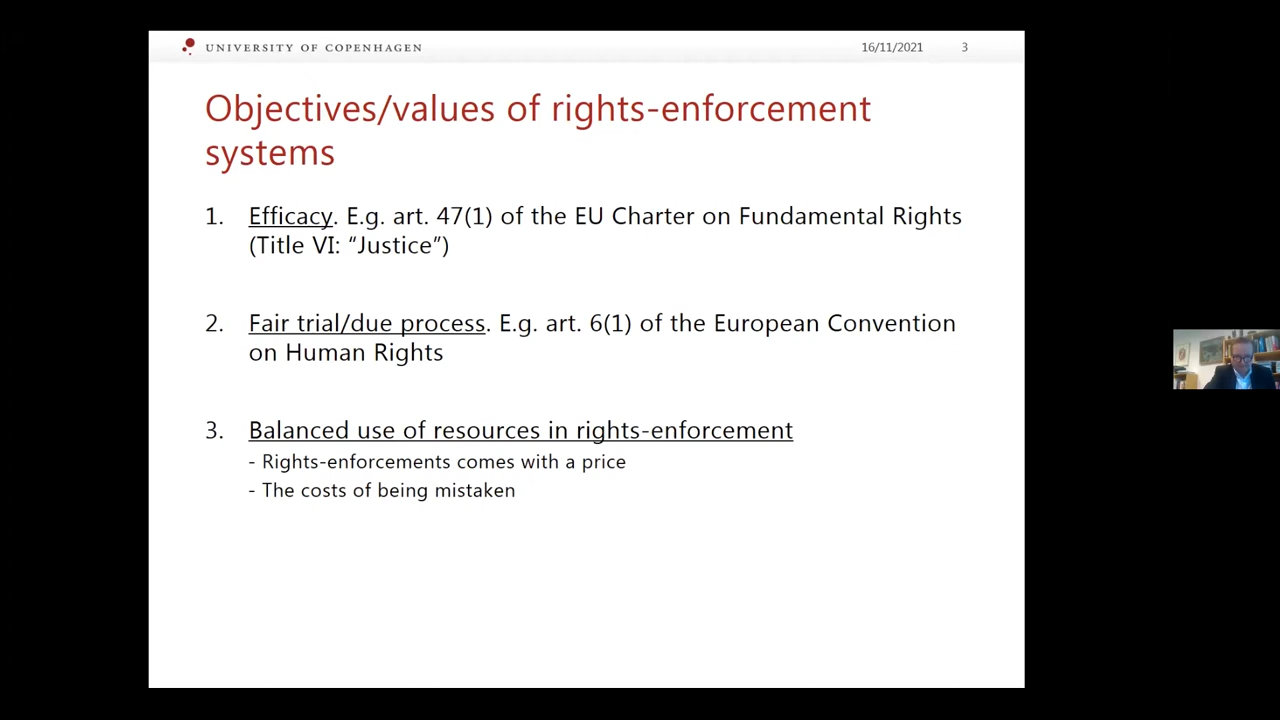 UNIVERSITY OF COPENHAGEN
16/11/2021 3
Objectives/values of rights-enforcement
systems
1. Efficacy. E.g. art. 47(1) of the EU Charter on Fundamental Rights
(Title VI: “Justice”)
2. Fair trial/due process. E.g. art. 6(1) of the European Convention
on Human Rights
3. Balanced use of resources in rights-enforcement
- Rights-enforcements comes with a price
- The costs of being mistaken